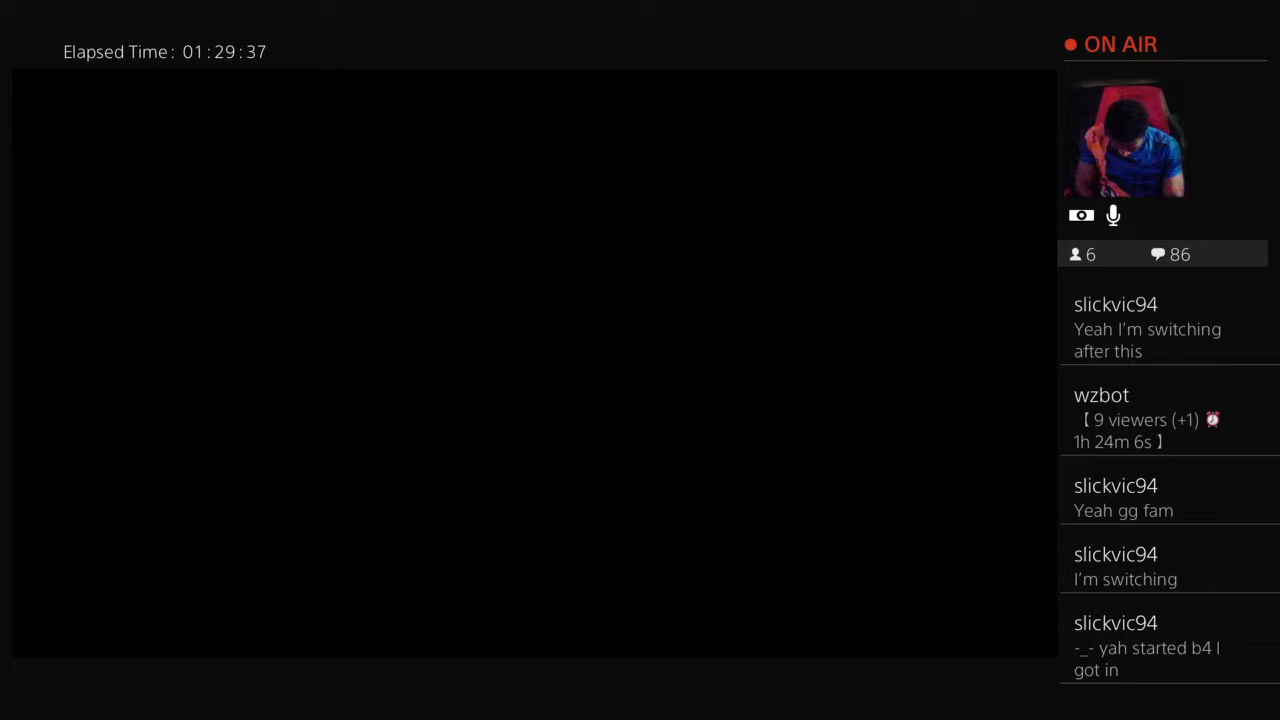 Elapsed Time: 01:29:37
ON AIR
6 86
slickvic94
Yeah I'm switching
after this
wzbot
【9 viewers (+1) ⏰
1h 24m 6s】
slickvic94
Yeah gg fam
slickvic94
I'm switching
slickvic94
-_- yah started b4 I
got in